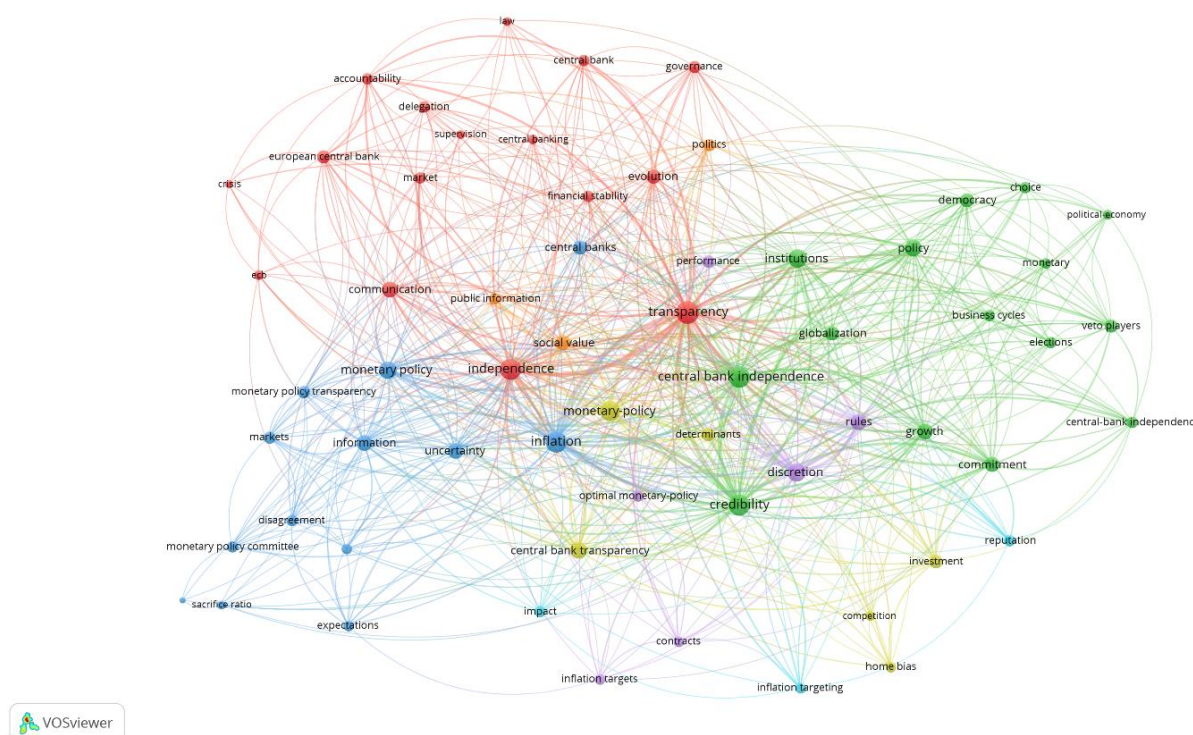 law
central bank
governance
accountability
delegation
supervision
central banking
politics
european central bank
crisis
market
evolution
financial stability
choice
democracy
political-economy
central banks
institutions
policy
performance
monetary
ecb
communication
public information
transparency
business cycles
globalization
veto players
elections
social value
independence
monetary policy
central bank independence
monetary policy transparency
monetary-policy
rules
central-bank independence
markets
information
inflation
determinants
growth
uncertainty
discretion
commitment
optimal monetary-policy
credibility
disagreement
reputation
monetary policy committee
central bank transparency
investment
sacrifice ratio
impact
competition
expectations
contracts
home bias
inflation targets
inflation targeting
VOSviewer